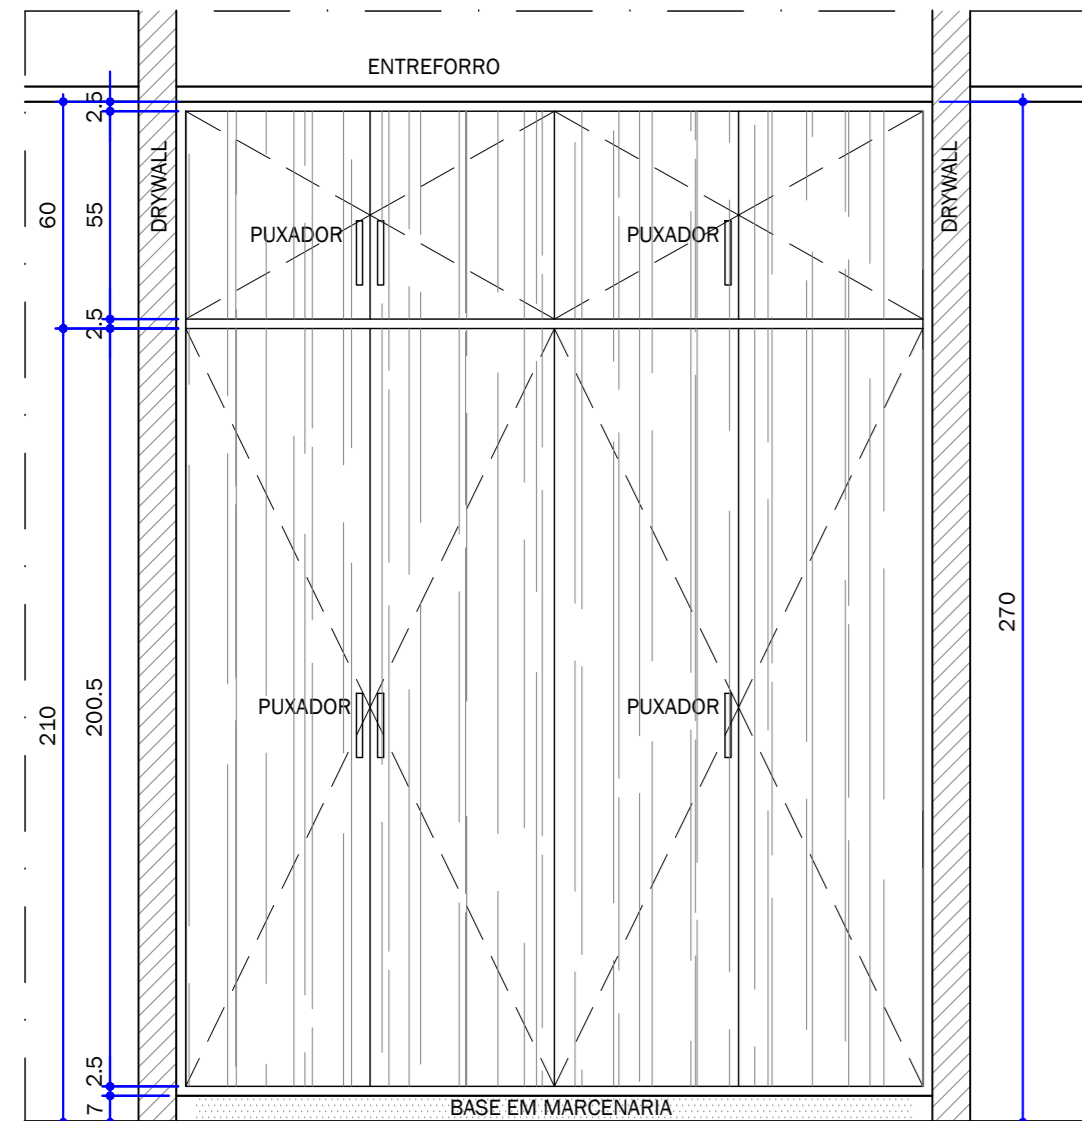 ENTREFORRO
2.5
60
55
DRYWALL
DRYWALL
PUXADOR
PUXADOR
2.5
270
210
200.5
PUXADOR
PUXADOR
2.5
7
BASE EM MARCENARIA